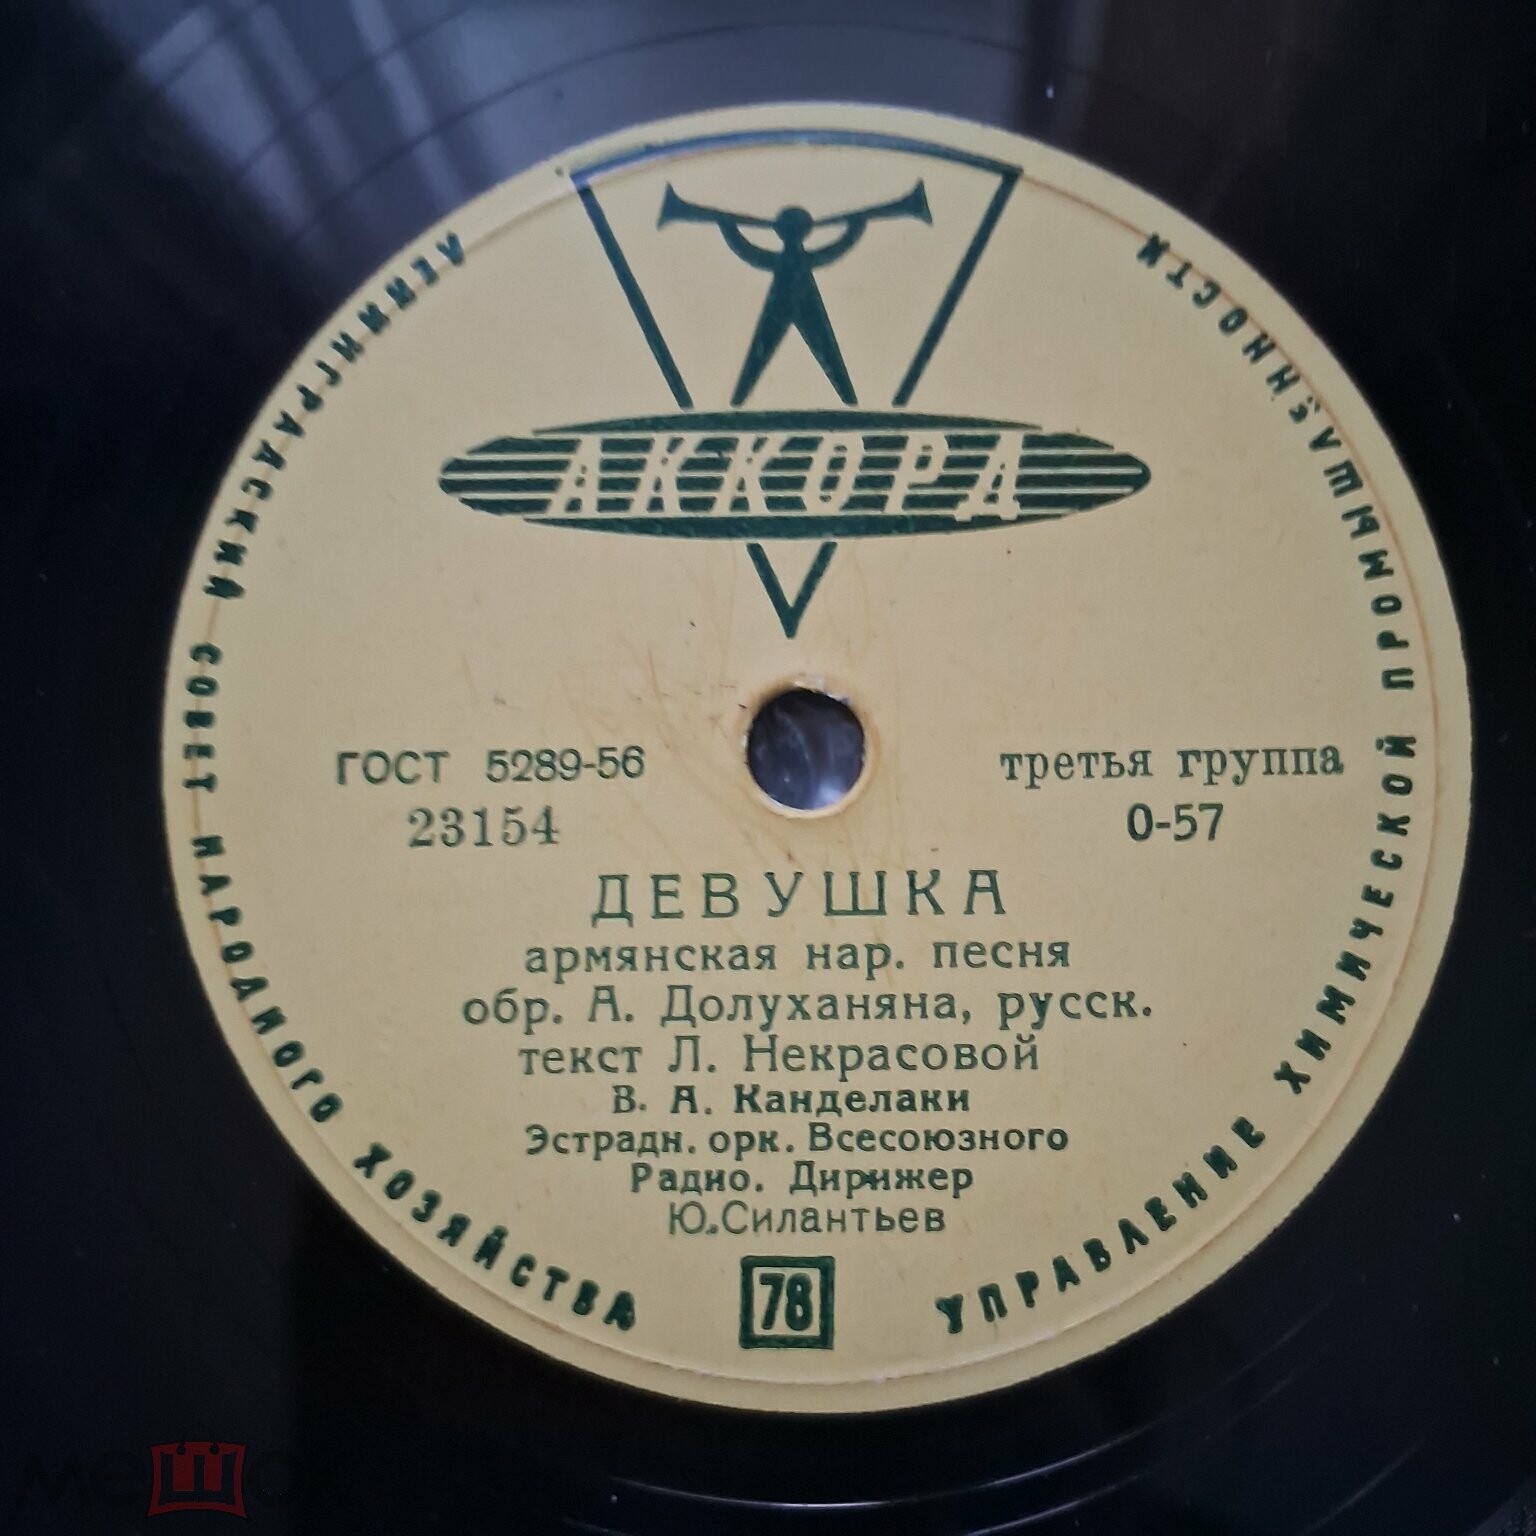 АККОРД
ЛЕНИНГРАДСКИЙ СОВЕТ НАРОДНОГО ХОЗЯЙСТВА
УПРАВЛЕНИЕ ХИМИЧЕСКОЙ ПРОМЫШЛЕННОСТИ
ГОСТ 5289-56
23154
третья группа
0-57
ДЕВУШКА
армянская нар. песня
обр. А. Долуханяна, русск.
текст Л. Некрасовой
В. А. Канделаки
Эстрадн. орк. Всесоюзного
Радио. Дирижер
Ю.Силантьев
78
мешок